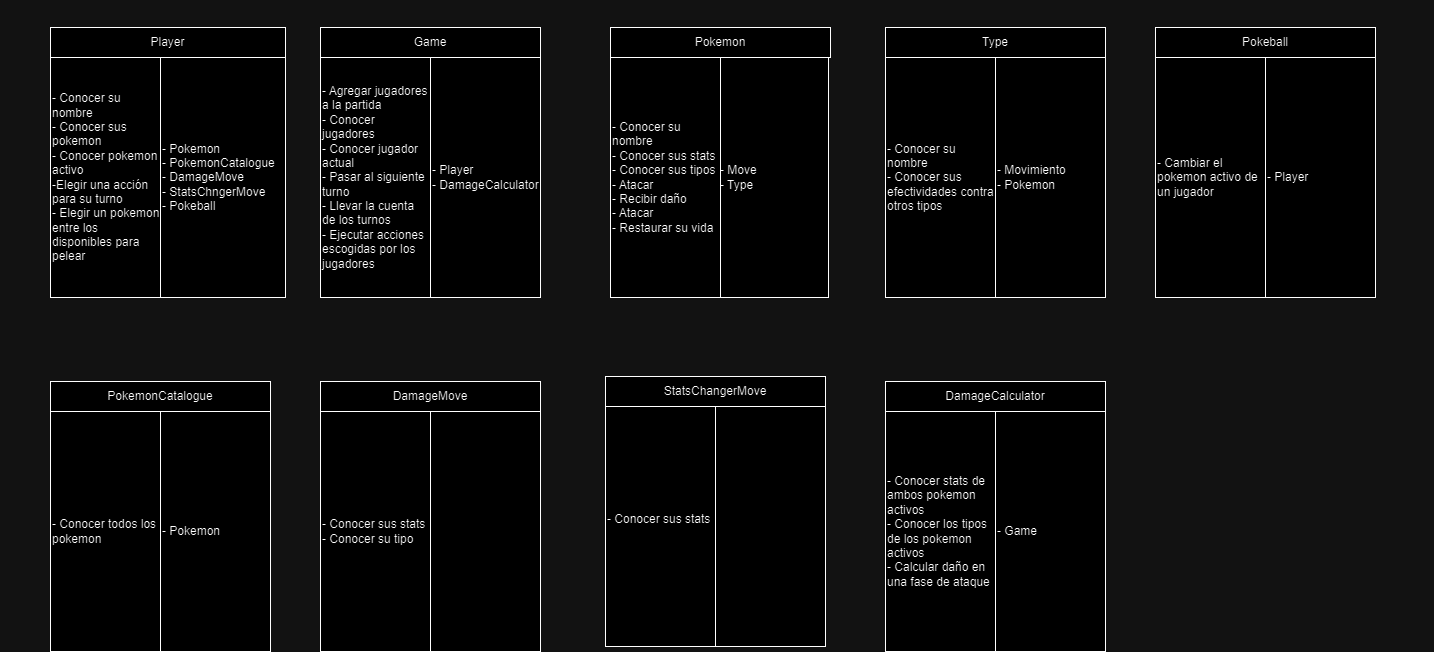 Player
- Conocer su
nombre
- Conocer sus
pokemon
- Conocer pokemon
activo
-Elegir una acción
para su turno
- Elegir un pokemon
entre los
disponibles para
pelear
- Pokemon
- PokemonCatalogue
- DamageMove
- StatsChngerMove
- Pokeball
Game
- Agregar jugadores
a la partida
- Conocer
jugadores
- Conocer jugador
actual
- Pasar al siguiente
turno
- Llevar la cuenta
de los turnos
- Ejecutar acciones
escogidas por los
jugadores
- Player
- DamageCalculator
Pokemon
- Conocer su
nombre
- Conocer sus stats
- Conocer sus tipos
- Atacar
- Recibir daño
- Atacar
- Restaurar su vida
- Move
- Type
Type
- Conocer su
nombre
- Conocer sus
efectividades contra
otros tipos
- Movimiento
- Pokemon
Pokeball
- Cambiar el
pokemon activo de
un jugador
- Player
PokemonCatalogue
- Conocer todos los
pokemon
- Pokemon
DamageMove
- Conocer sus stats
- Conocer su tipo
StatsChangerMove
- Conocer sus stats
DamageCalculator
- Conocer stats de
ambos pokemon
activos
- Conocer los tipos
de los pokemon
activos
- Calcular daño en
una fase de ataque
- Game